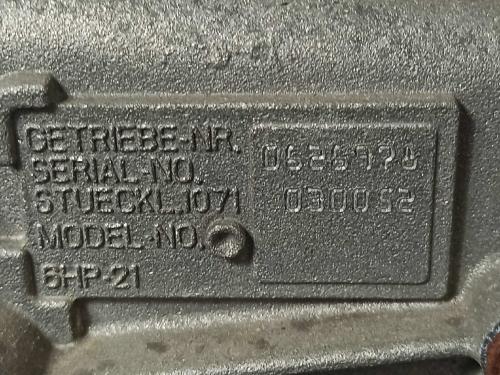 GETRIEBE-NR.
SERIAL-NO.
STUECKL.1071
MODEL-NO.
6HP-21
030052